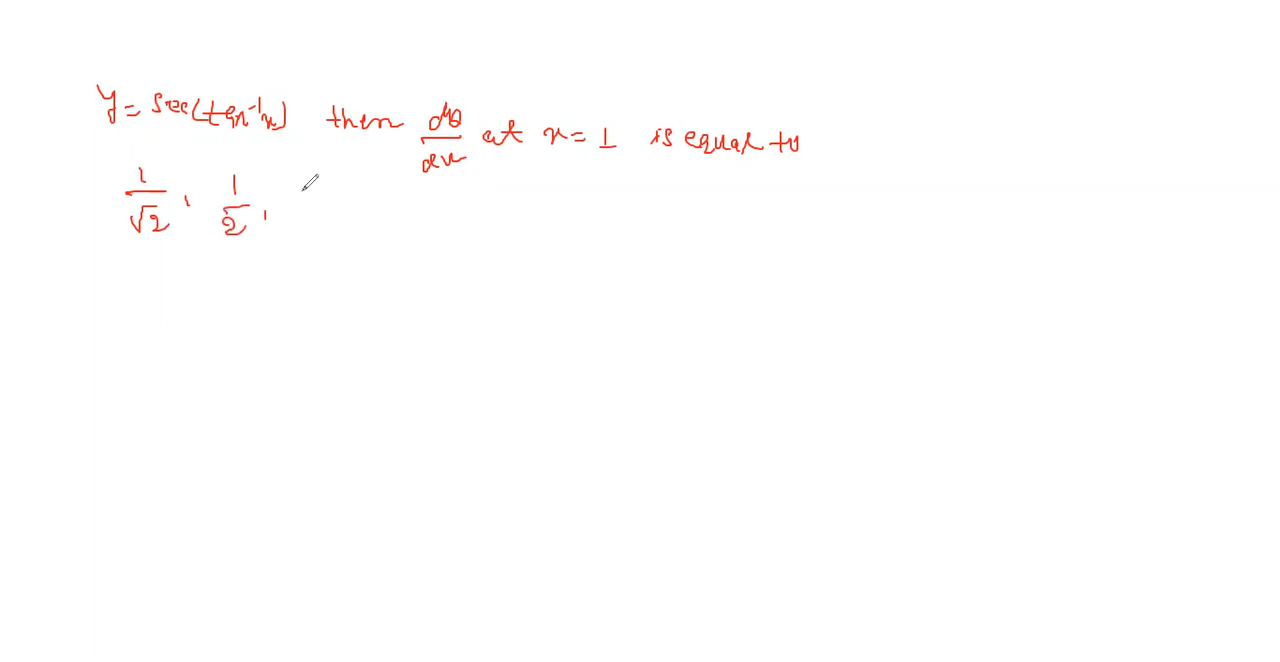 y = sec(tan⁻¹x) then dy/dx at x = 1 is equal to
1/√2, 1/2,